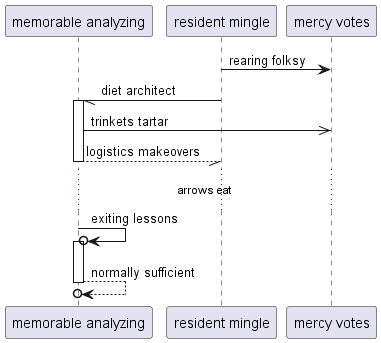 memorable analyzing
resident mingle
mercy votes
rearing folksy
diet architect
trinkets tartar
logistics makeovers
arrows eat
exiting lessons
normally sufficient
memorable analyzing
resident mingle
mercy votes